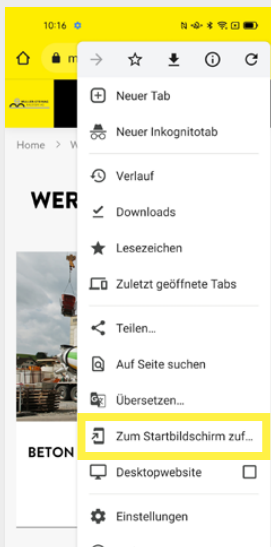 10:16
m
Neuer Tab
Neuer Inkognitotab
Home > W
Verlauf
WER
Downloads
Lesezeichen
Zuletzt geöffnete Tabs
Teilen...
Auf Seite suchen
Übersetzen...
Zum Startbildschirm zuf...
BETON
Desktopwebsite
Einstellungen